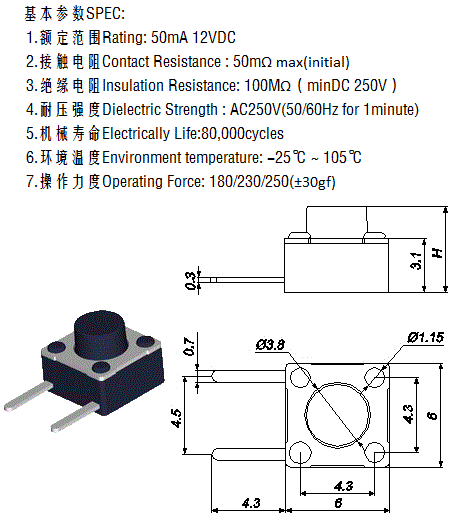 基本参数SPEC:
1.额定范围Rating: 50mA 12VDC
2.接触电阻Contact Resistance : 50mΩ max(initial)
3.绝缘电阻Insulation Resistance: 100MΩ（minDC 250V）
4.耐压强度Dielectric Strength : AC250V(50/60Hz for 1minute)
5.机械寿命Electrically Life:80,000cycles
6.环境温度Environment temperature: -25℃ ~ 105℃
7.操作力度Operating Force: 180/230/250(±30gf)
0.3
3.1
H
0.7
Ø3.8
Ø1.15
4.5
4.3
6
4.3
4.3
6